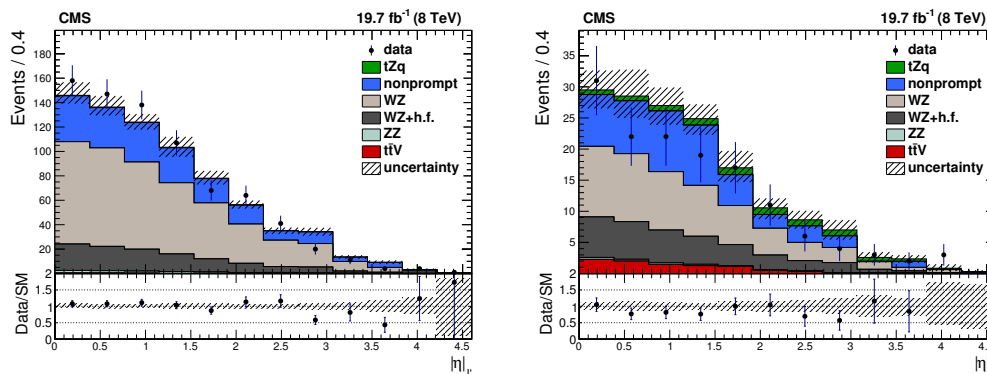 CMS 19.7 fb⁻¹ (8 TeV)
Events / 0.4
180
160
140
120
100
80
60
40
20
data
tZq
nonprompt
WZ
WZ+h.f.
ZZ
tt̄V
uncertainty
Data/SM
2
1.5
1
0.5
0
0 0.5 1 1.5 2 2.5 3 3.5 4 4.5
|η|
CMS 19.7 fb⁻¹ (8 TeV)
Events / 0.4
35
30
25
20
15
10
5
data
tZq
nonprompt
WZ
WZ+h.f.
ZZ
tt̄V
uncertainty
Data/SM
2
1.5
1
0.5
0
0 0.5 1 1.5 2 2.5 3 3.5 4 4.5
|η|